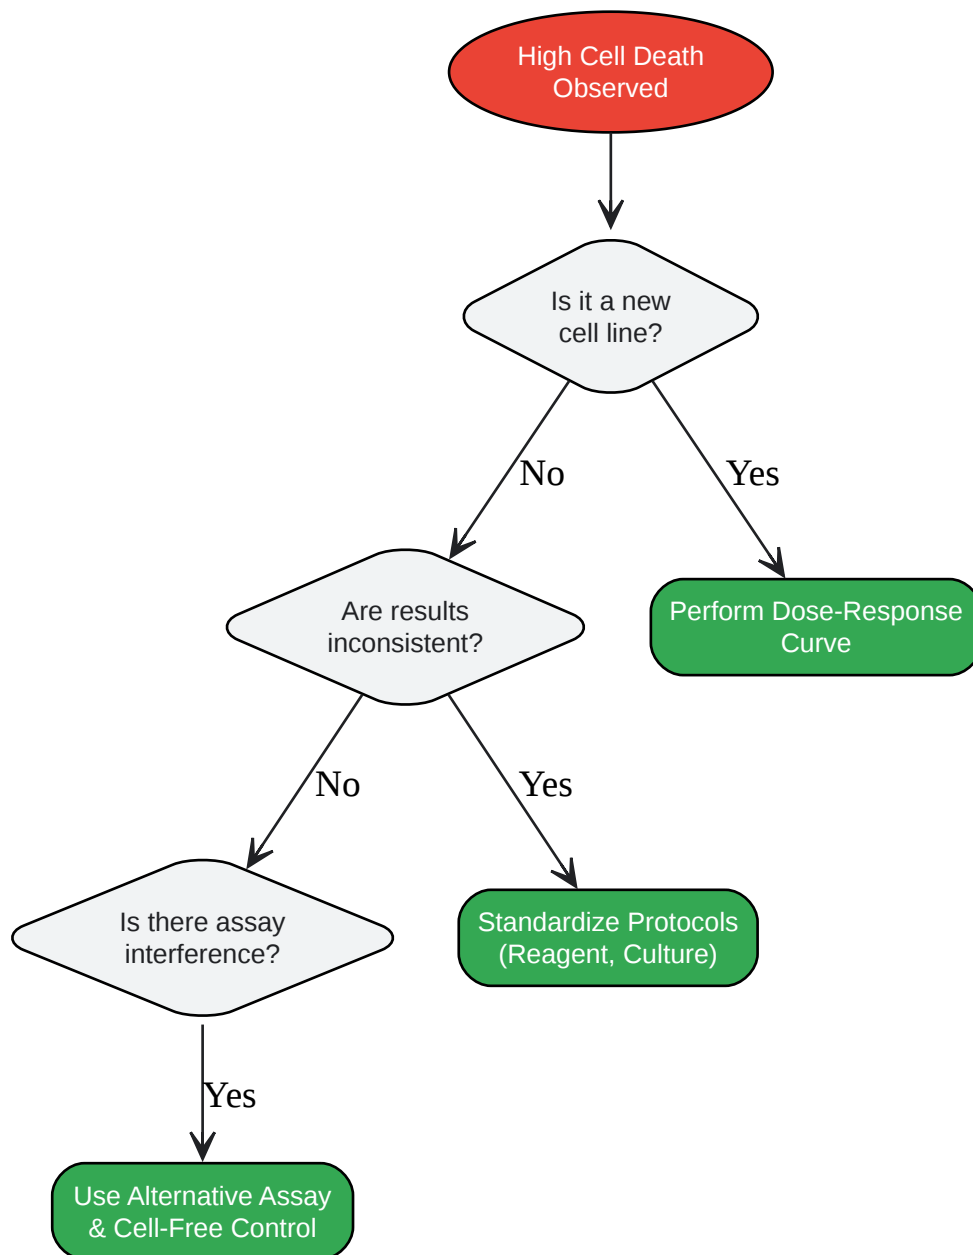 High Cell Death
Observed
Is it a new
cell line?
No
Yes
Are results
inconsistent?
Perform Dose-Response
Curve
No
Yes
Is there assay
interference?
Standardize Protocols
(Reagent, Culture)
Yes
Use Alternative Assay
& Cell-Free Control